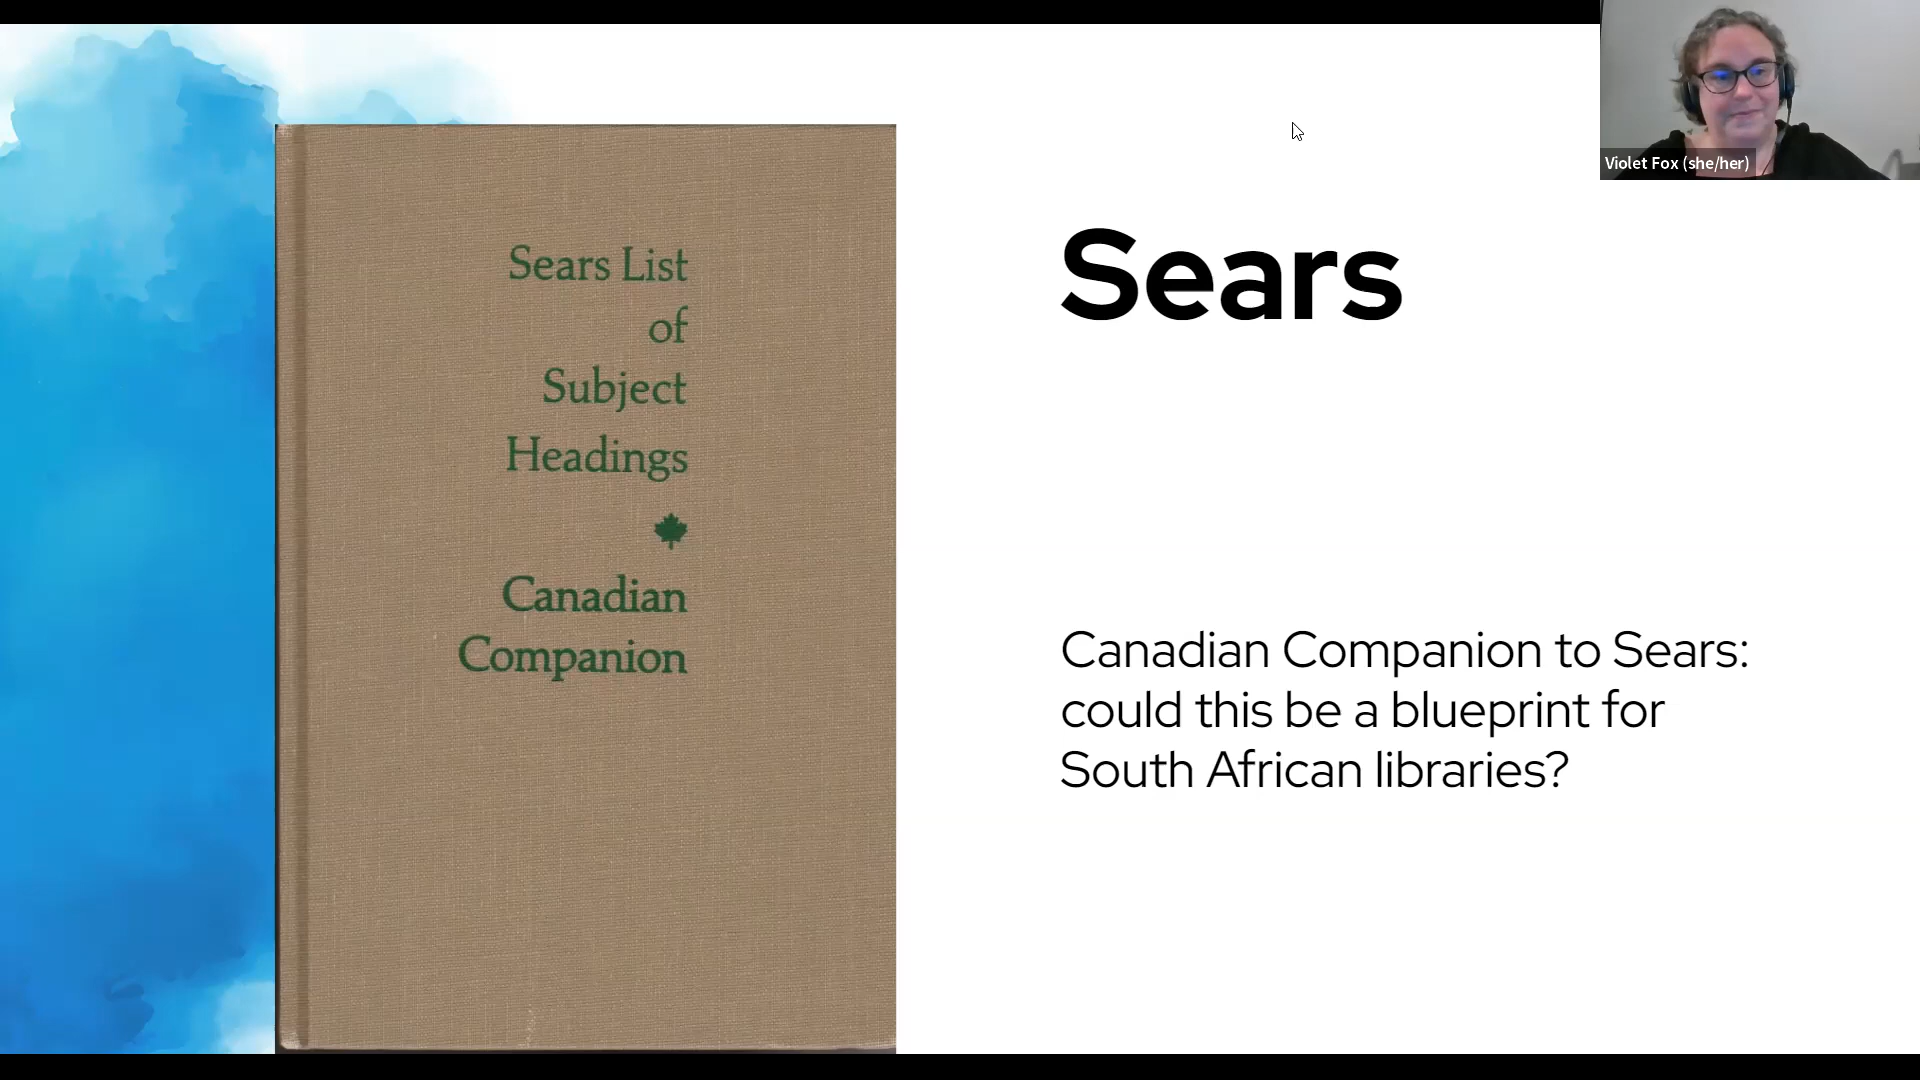 Sears List
of
Subject
Headings
Canadian
Companion
Sears
Canadian Companion to Sears:
could this be a blueprint for
South African libraries?
Violet Fox (she/her)